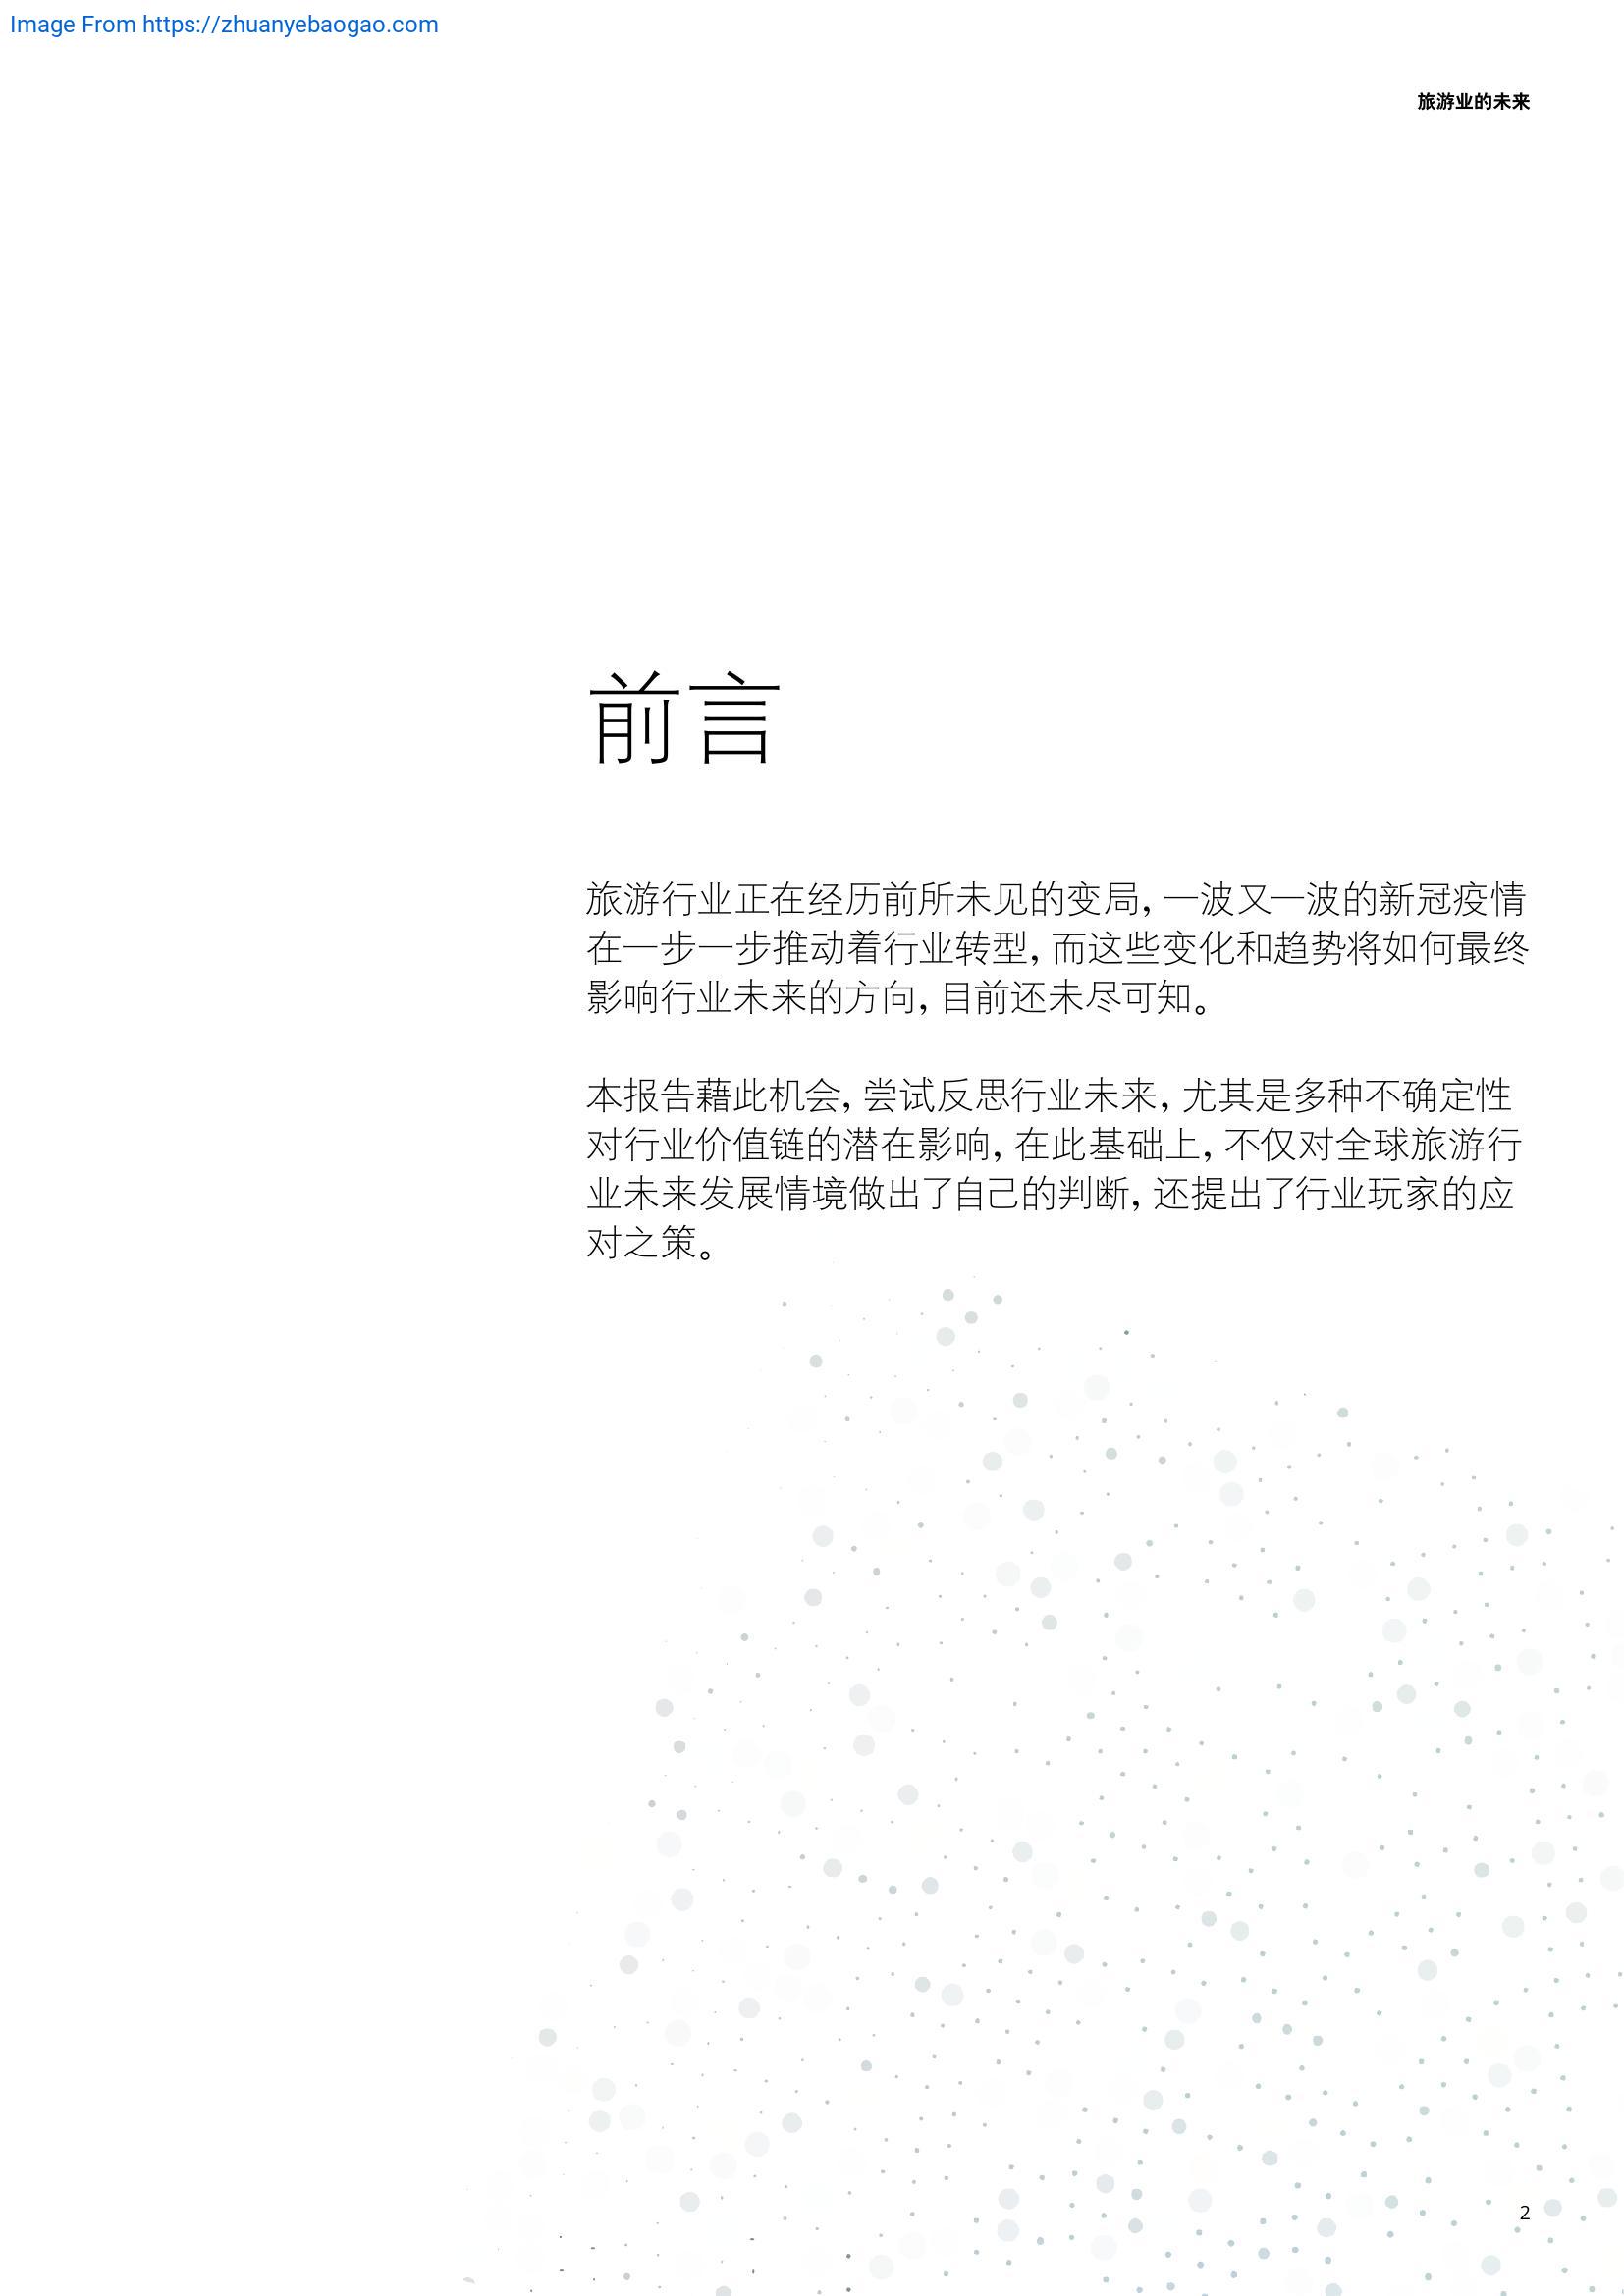 Image From https://zhuanyebaogao.com
旅游业的未来
前言
旅游行业正在经历前所未见的变局，一波又一波的新冠疫情
在一步一步推动着行业转型，而这些变化和趋势将如何最终
影响行业未来的方向，目前还未尽可知。
本报告藉此机会，尝试反思行业未来，尤其是多种不确定性
对行业价值链的潜在影响，在此基础上，不仅对全球旅游行
业未来发展情境做出了自己的判断，还提出了行业玩家的应
对之策。
2